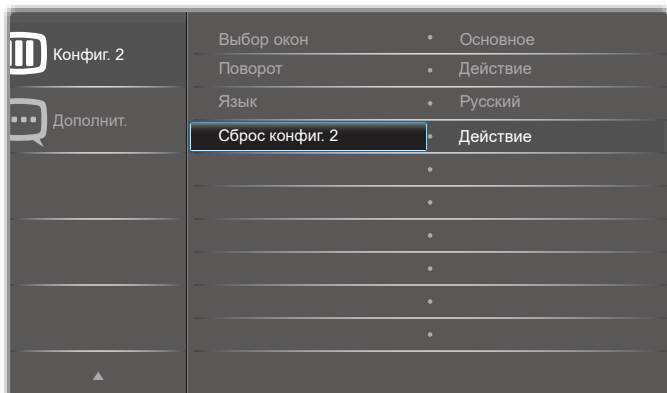 Конфиг. 2
Дополнит.
Выбор окон • Основное
Поворот • Действие
Язык • Русский
Сброс конфиг. 2 • Действие